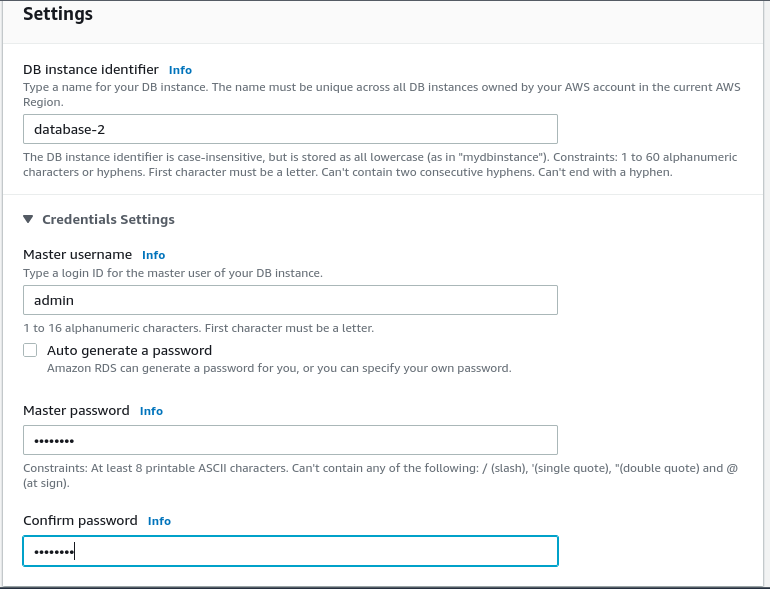 Settings
DB instance identifier Info
Type a name for your DB instance. The name must be unique across all DB instances owned by your AWS account in the current AWS
Region.
database-2
The DB instance identifier is case-insensitive, but is stored as all lowercase (as in "mydbinstance"). Constraints: 1 to 60 alphanumeric
characters or hyphens. First character must be a letter. Can't contain two consecutive hyphens. Can't end with a hyphen.
Credentials Settings
Master username Info
Type a login ID for the master user of your DB instance.
admin
1 to 16 alphanumeric characters. First character must be a letter.
Auto generate a password
Amazon RDS can generate a password for you, or you can specify your own password.
Master password Info
••••••••
Constraints: At least 8 printable ASCII characters. Can't contain any of the following: / (slash), '(single quote), "(double quote) and @
(at sign).
Confirm password Info
••••••••